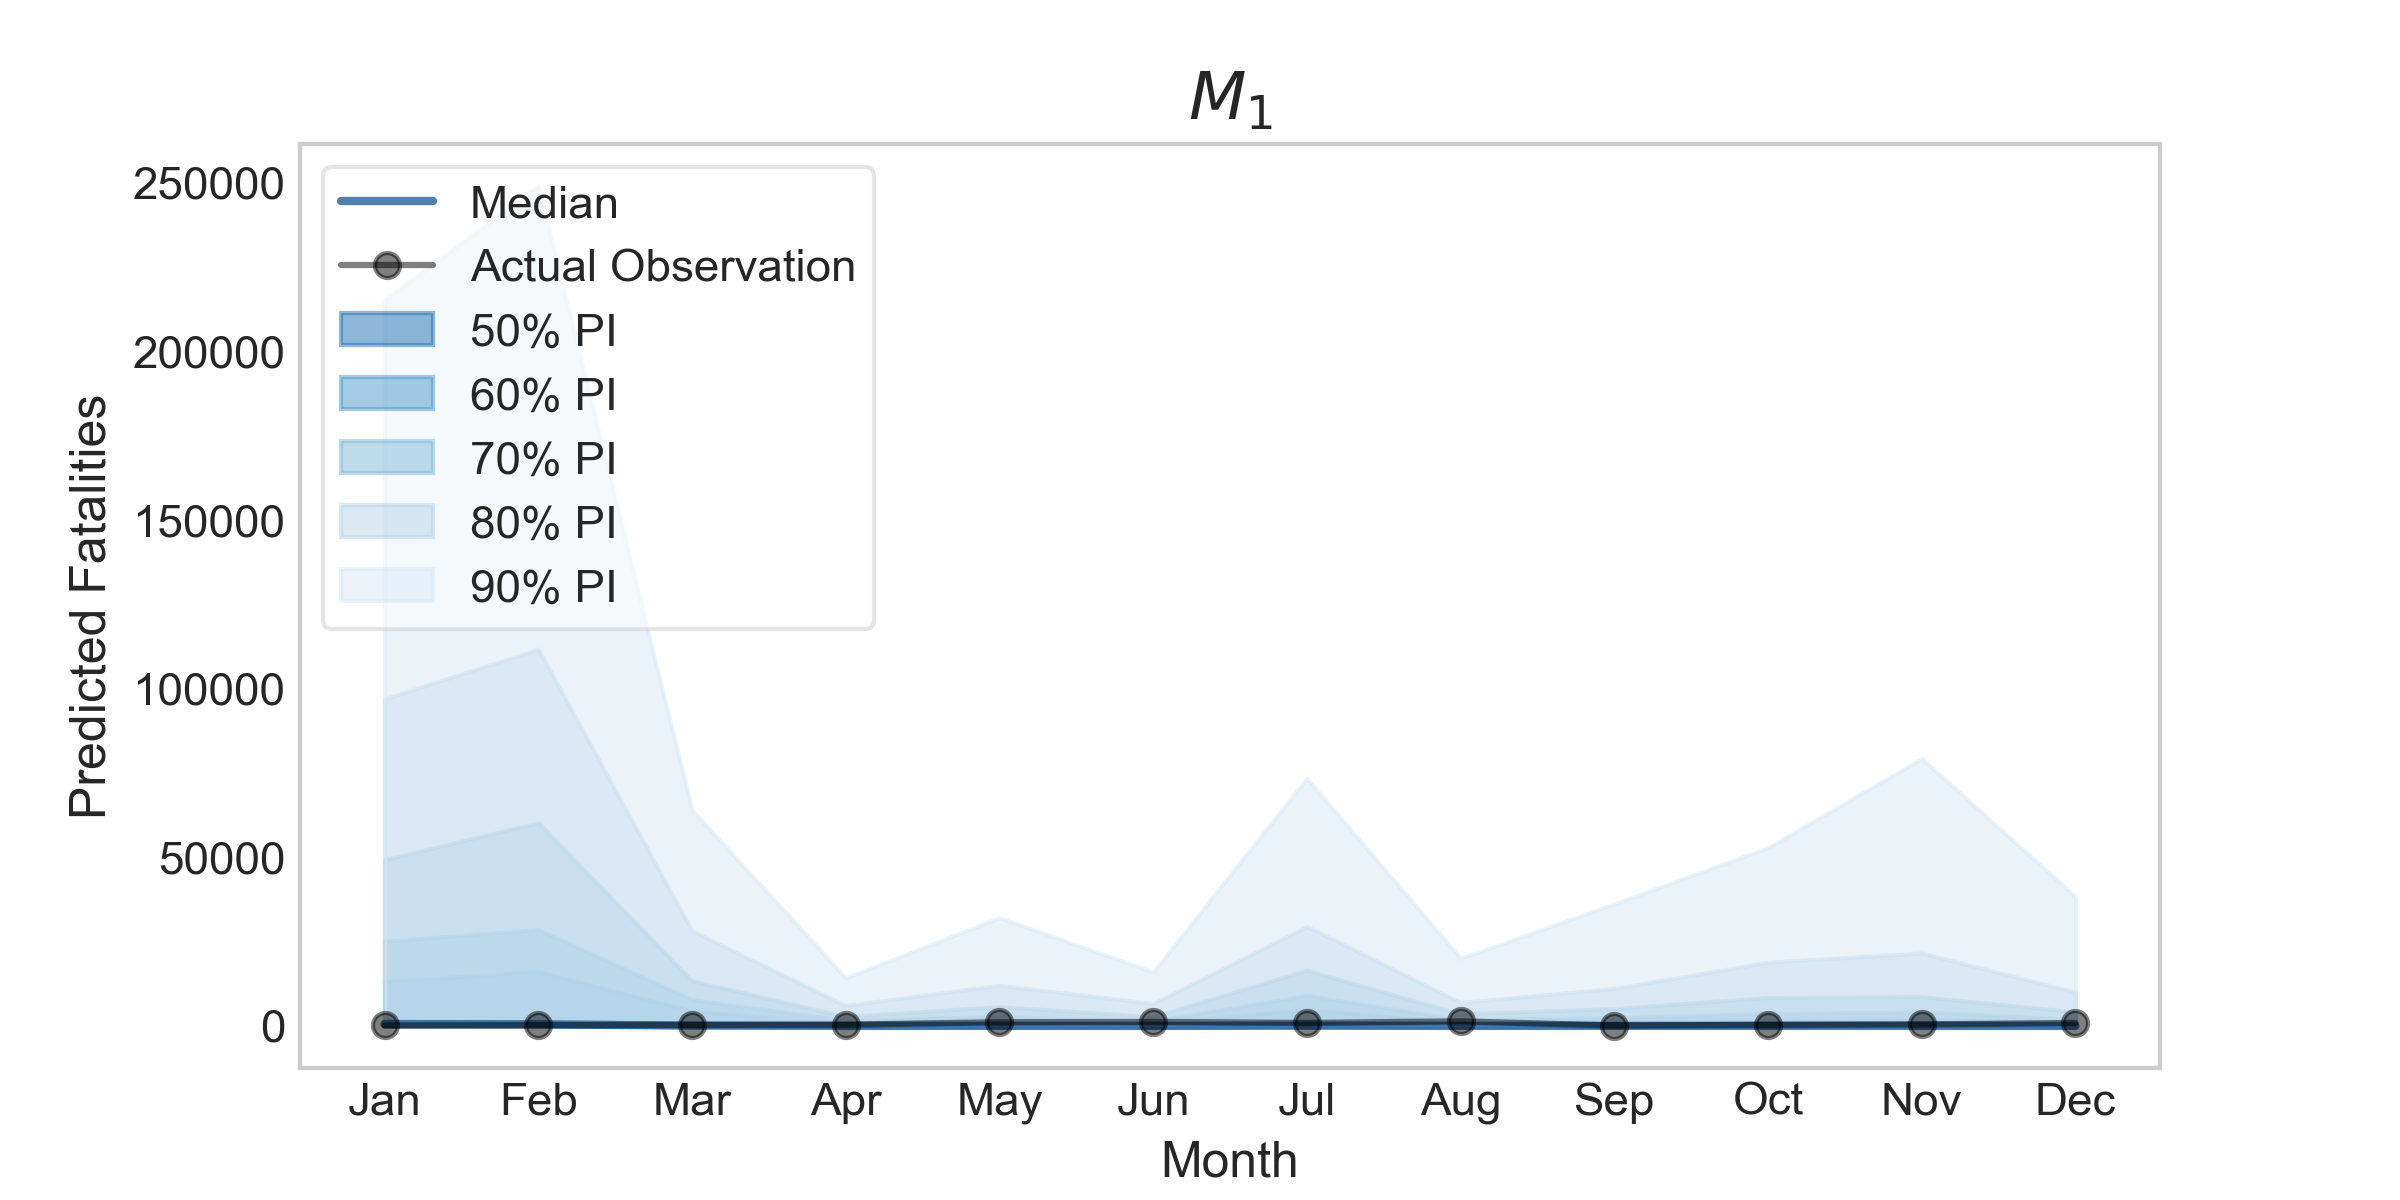 M1
250000
200000
150000
100000
50000
0
Predicted Fatalities
Median
Actual Observation
50% PI
60% PI
70% PI
80% PI
90% PI
Jan Feb Mar Apr May Jun Jul Aug Sep Oct Nov Dec
Month